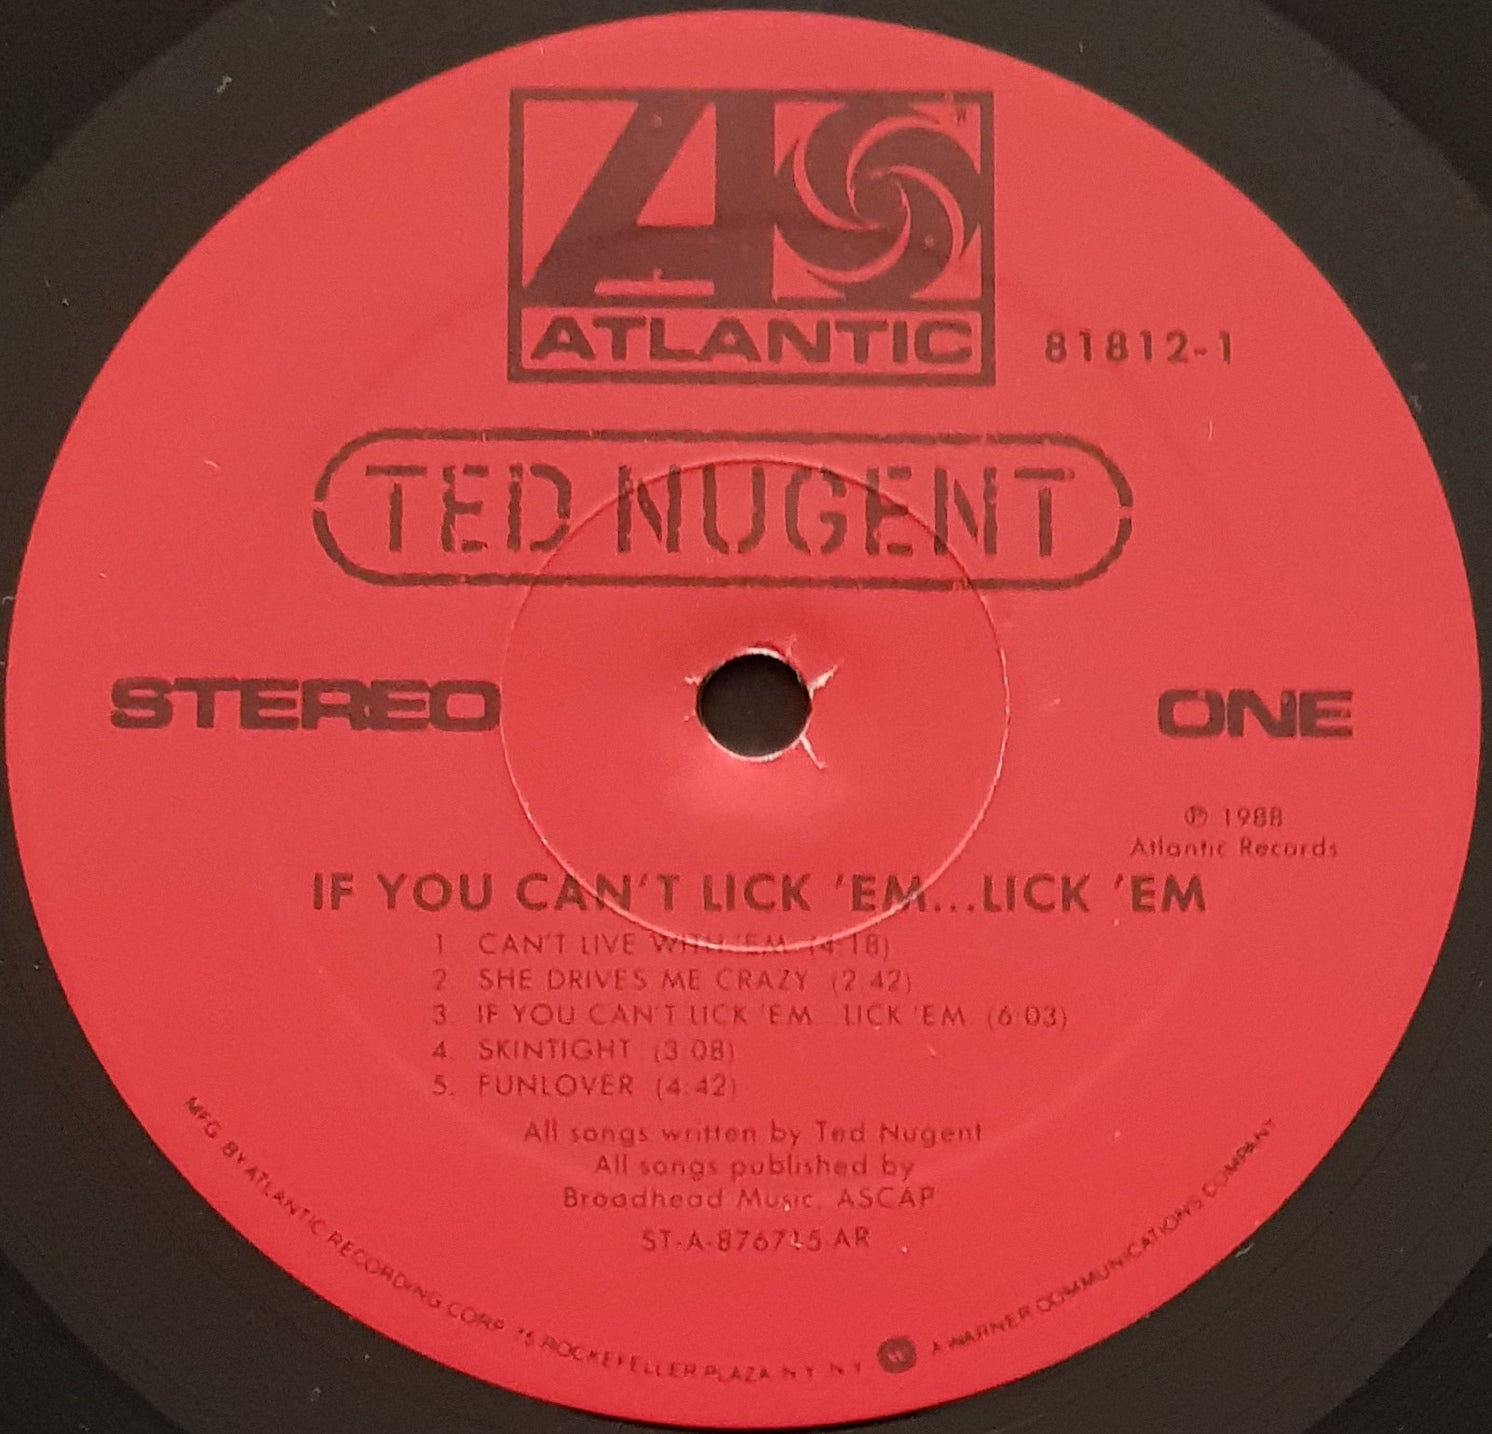 ATLANTIC
81812-1
TED NUGENT
STEREO
ONE
℗ 1988
Atlantic Records
IF YOU CAN'T LICK 'EM...LICK 'EM
1. CAN'T LIVE WITH 'EM (4:18)
2. SHE DRIVES ME CRAZY (2:42)
3. IF YOU CAN'T LICK 'EM...LICK 'EM (6:03)
4. SKINTIGHT (3:08)
5. FUNLOVER (4:42)
All songs written by Ted Nugent
All songs published by
Broadhead Music, ASCAP.
ST-A-876715 AR
MFG. BY ATLANTIC RECORDING CORP. 75 ROCKEFELLER PLAZA N.Y. N.Y. A WARNER COMMUNICATIONS COMPANY